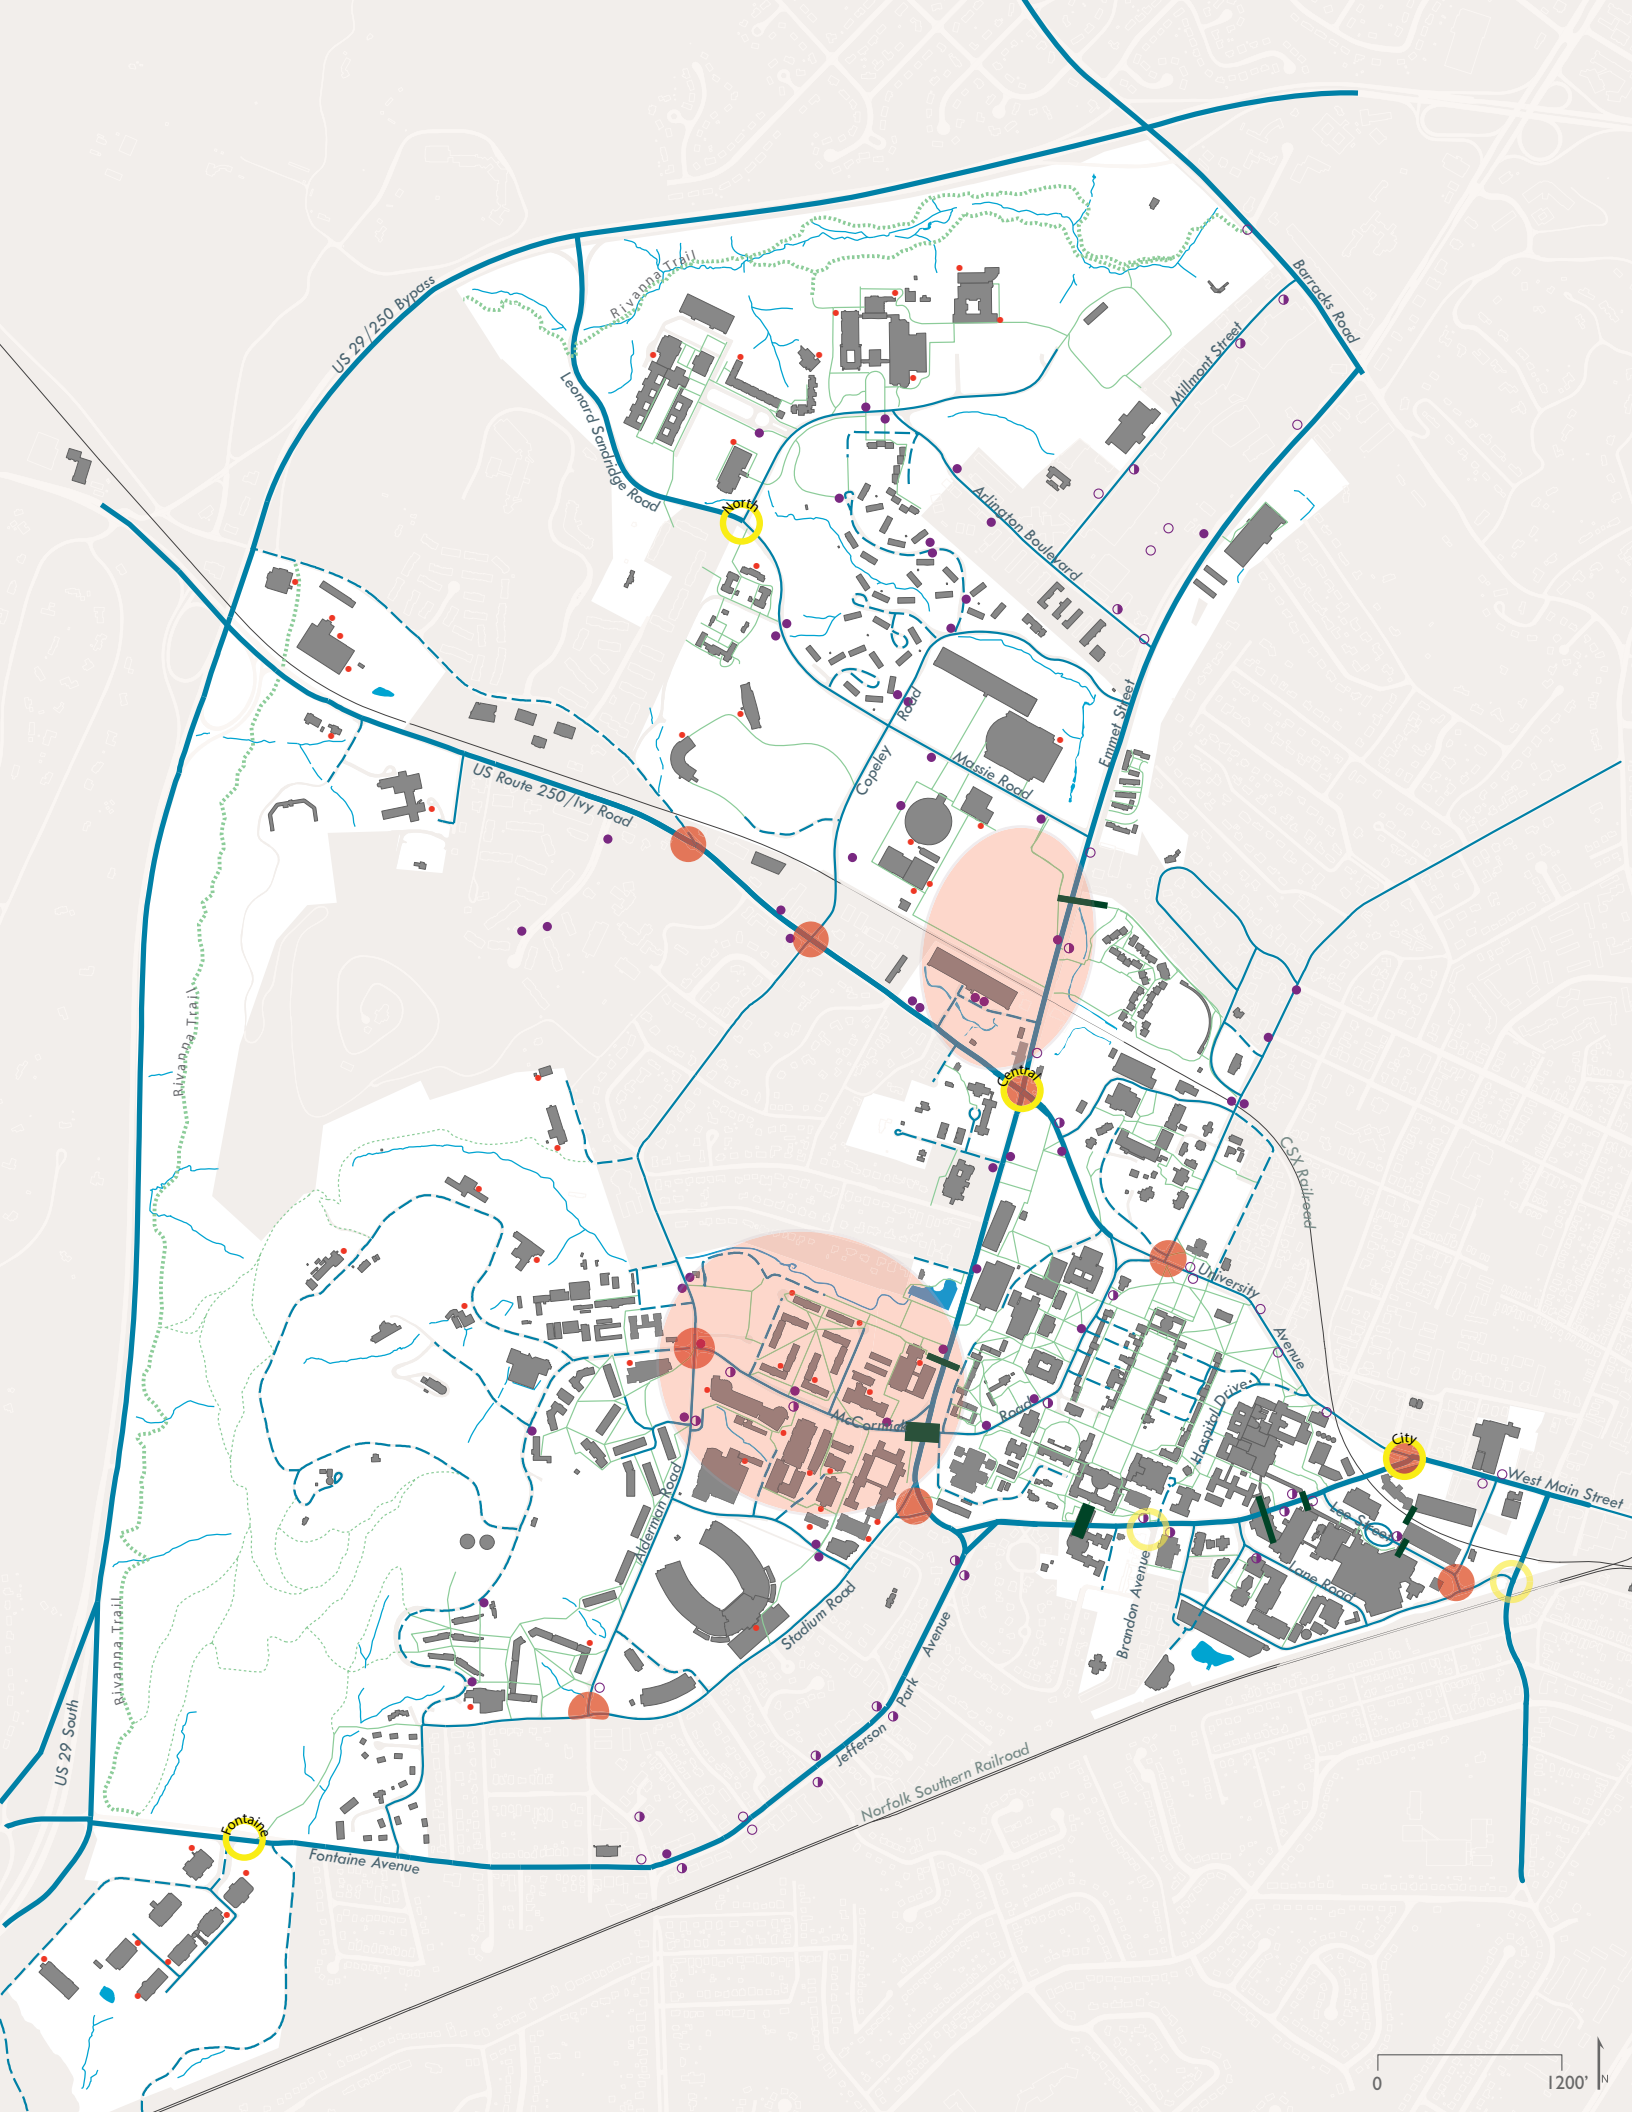 Barracks Road
Rivanna Trail
US 29/250 Bypass
Millmont Street
Leonard Sandridge Road
North
Arlington Boulevard
Emmet Street
Copeley
Road
Massie Road
US Route 250/Ivy Road
Rivanna Trail
Central
CSX Railroad
University
Avenue
McCormick
Road
Hospital Drive
City
West Main Street
Lee Street
Lane Road
Alderman Road
Stadium Road
Brandon Avenue
Rivanna Trail
US 29 South
Jefferson
Park
Avenue
Norfolk Southern Railroad
Fontaine
Fontaine Avenue
0
1200'
N